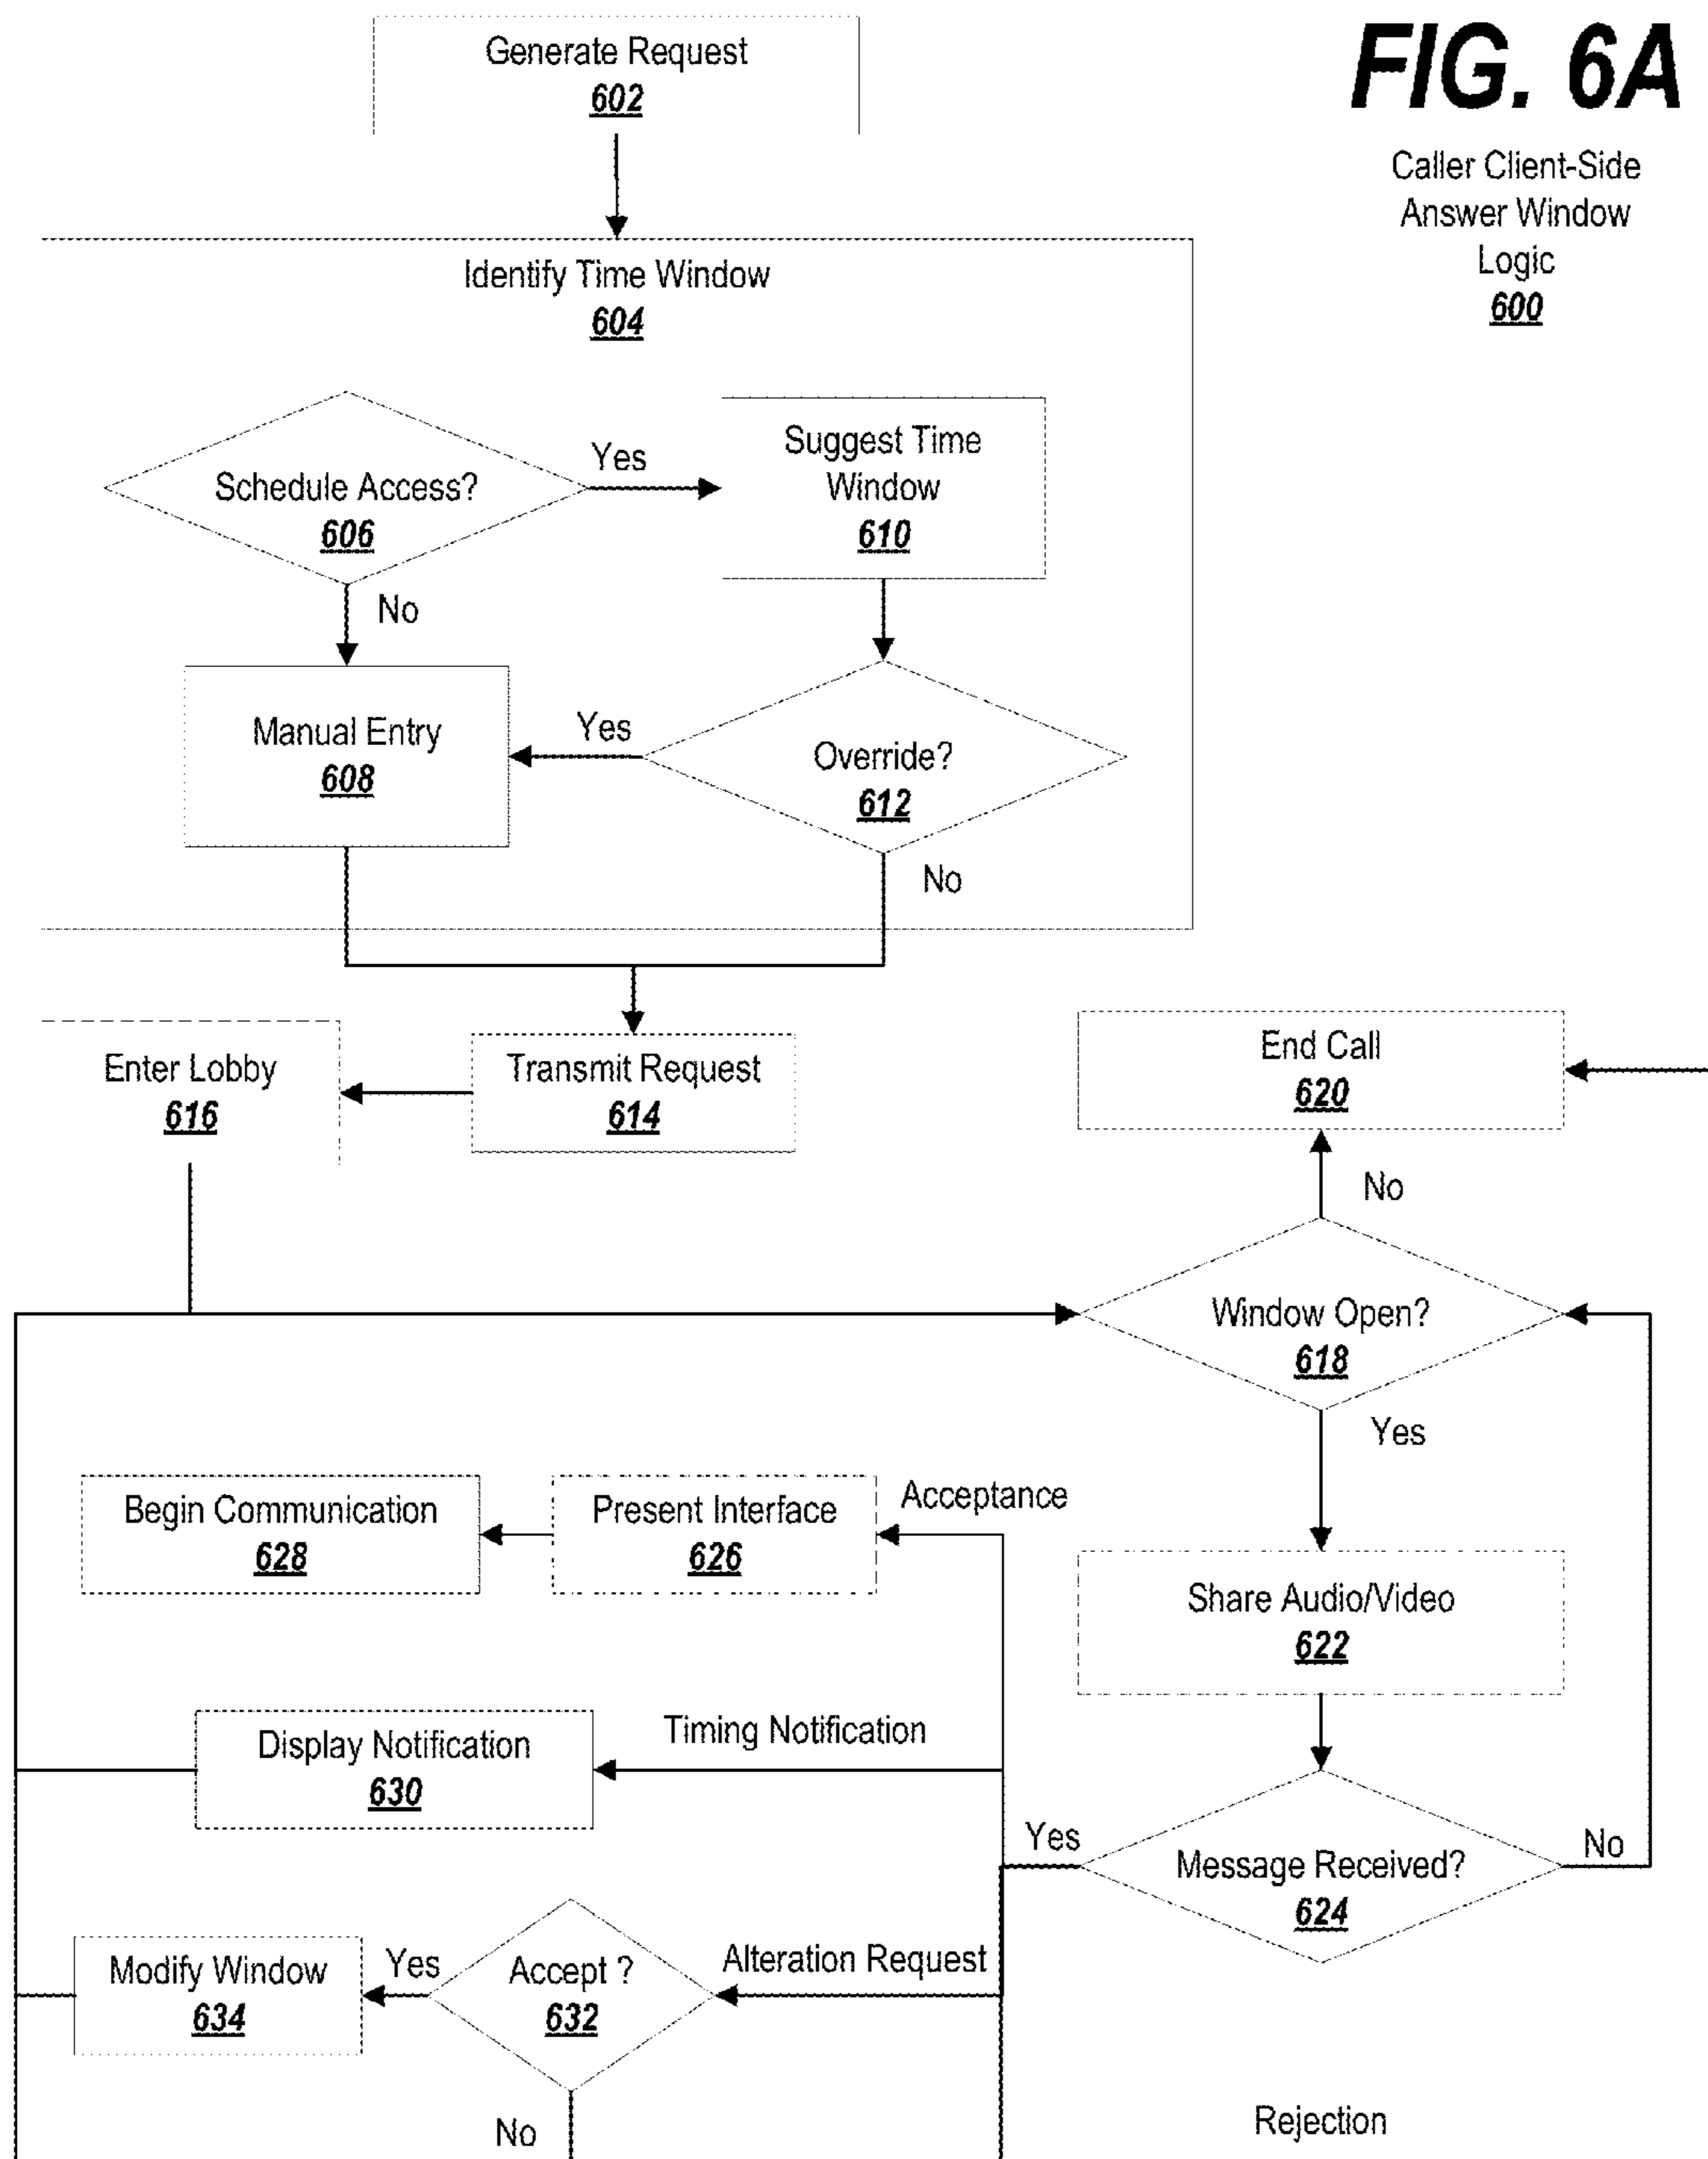 FIG. 6A
Caller Client-Side
Answer Window
Logic
600
Generate Request
602
Identify Time Window
604
Schedule Access?
606
Yes
No
Suggest Time
Window
610
Manual Entry
608
Yes
Override?
612
No
Enter Lobby
616
Transmit Request
614
End Call
620
No
Window Open?
618
Yes
Begin Communication
628
Present Interface
626
Acceptance
Share Audio/Video
622
Display Notification
630
Timing Notification
Yes
Message Received?
624
No
Modify Window
634
Yes
Accept ?
632
Alteration Request
No
Rejection